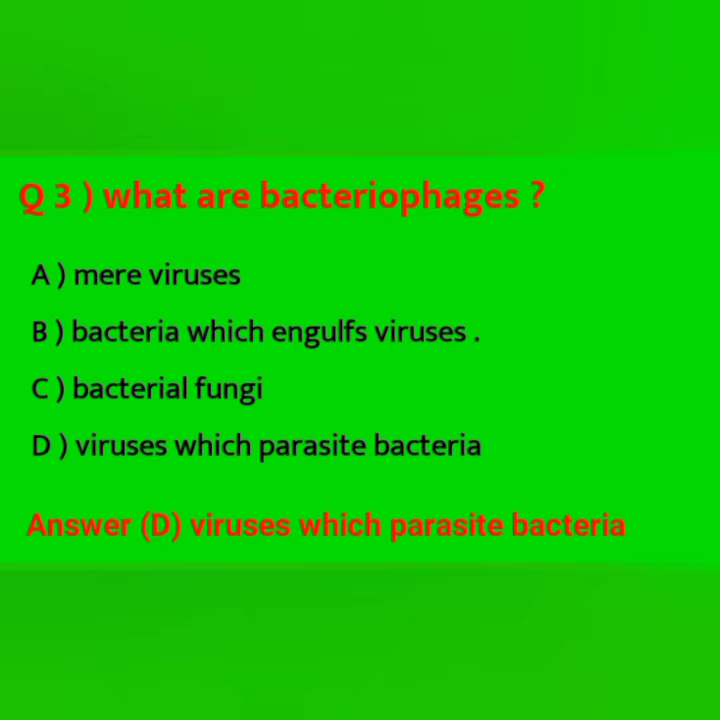 Q 3 ) what are bacteriophages ?
A ) mere viruses
B ) bacteria which engulfs viruses .
C ) bacterial fungi
D ) viruses which parasite bacteria
Answer (D) viruses which parasite bacteria